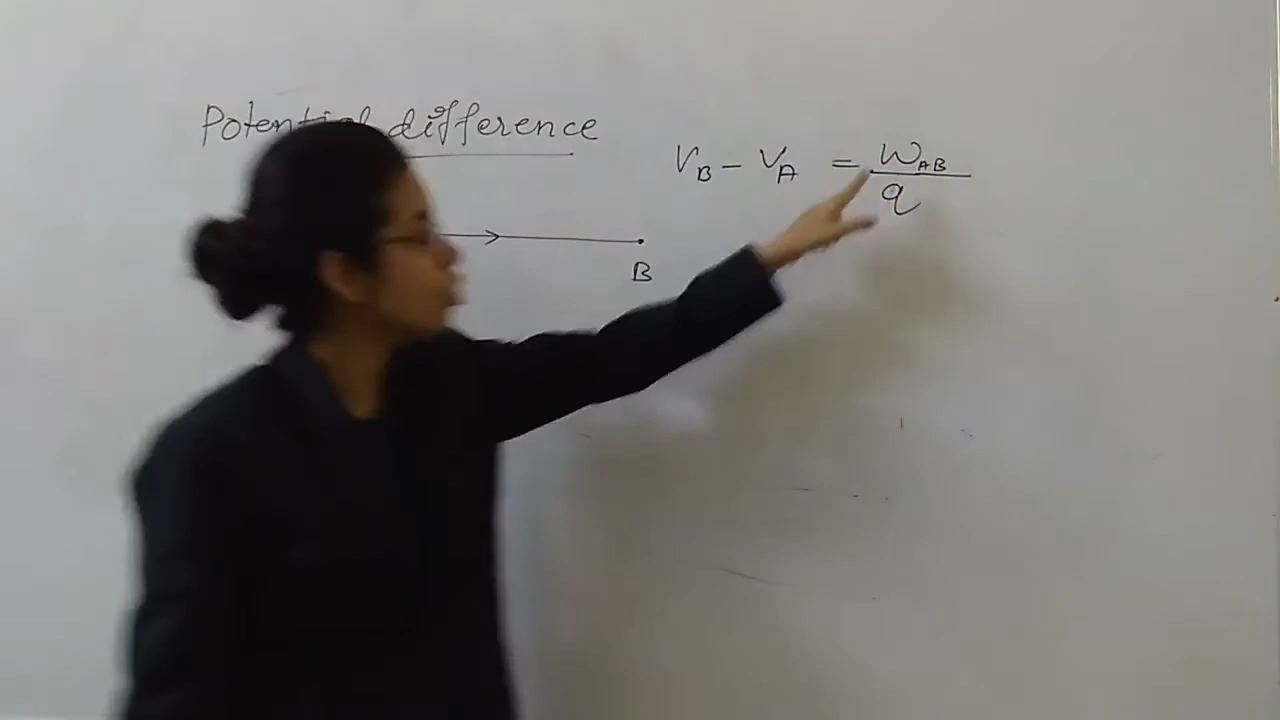 Potential difference
V_B - V_A = W_AB / q
B